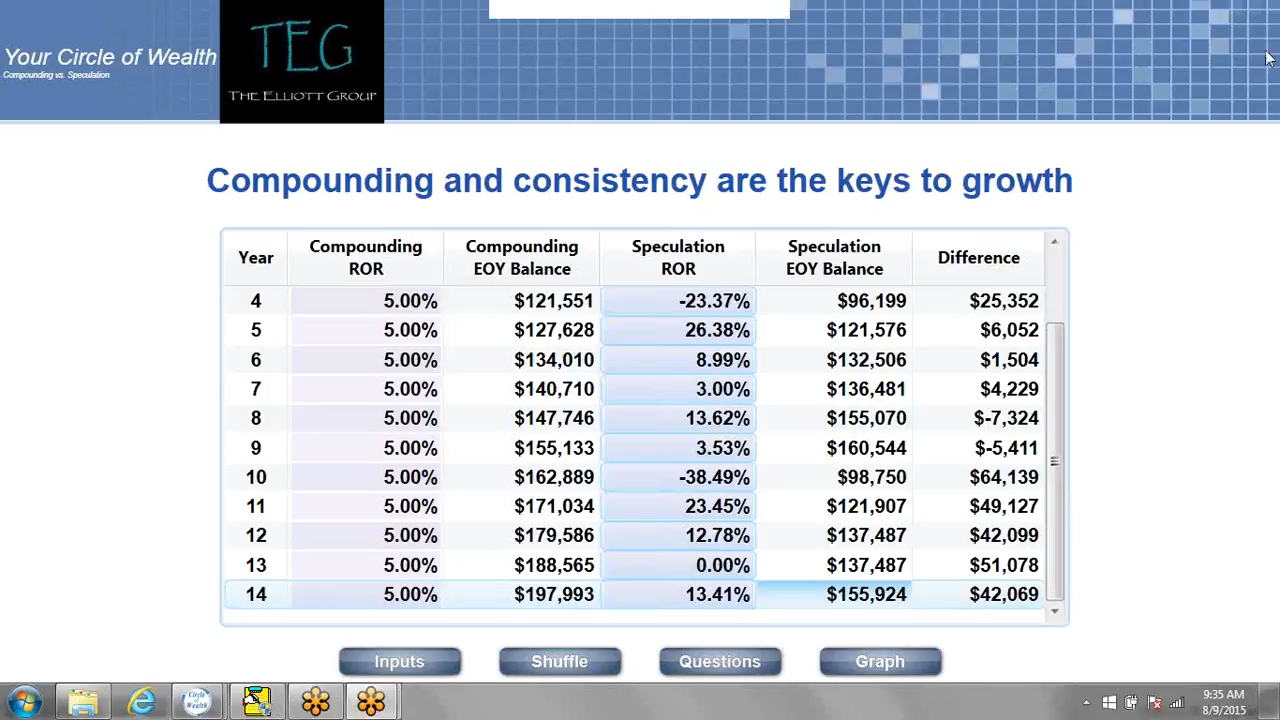 Your Circle of Wealth
Compounding vs. Speculation
TEG
THE ELLIOTT GROUP
Compounding and consistency are the keys to growth
Year Compounding ROR Compounding EOY Balance Speculation ROR Speculation EOY Balance Difference
4 5.00% $121,551 -23.37% $96,199 $25,352
5 5.00% $127,628 26.38% $121,576 $6,052
6 5.00% $134,010 8.99% $132,506 $1,504
7 5.00% $140,710 3.00% $136,481 $4,229
8 5.00% $147,746 13.62% $155,070 $-7,324
9 5.00% $155,133 3.53% $160,544 $-5,411
10 5.00% $162,889 -38.49% $98,750 $64,139
11 5.00% $171,034 23.45% $121,907 $49,127
12 5.00% $179,586 12.78% $137,487 $42,099
13 5.00% $188,565 0.00% $137,487 $51,078
14 5.00% $197,993 13.41% $155,924 $42,069
Inputs Shuffle Questions Graph
Circle of Wealth
9:35 AM
8/9/2015